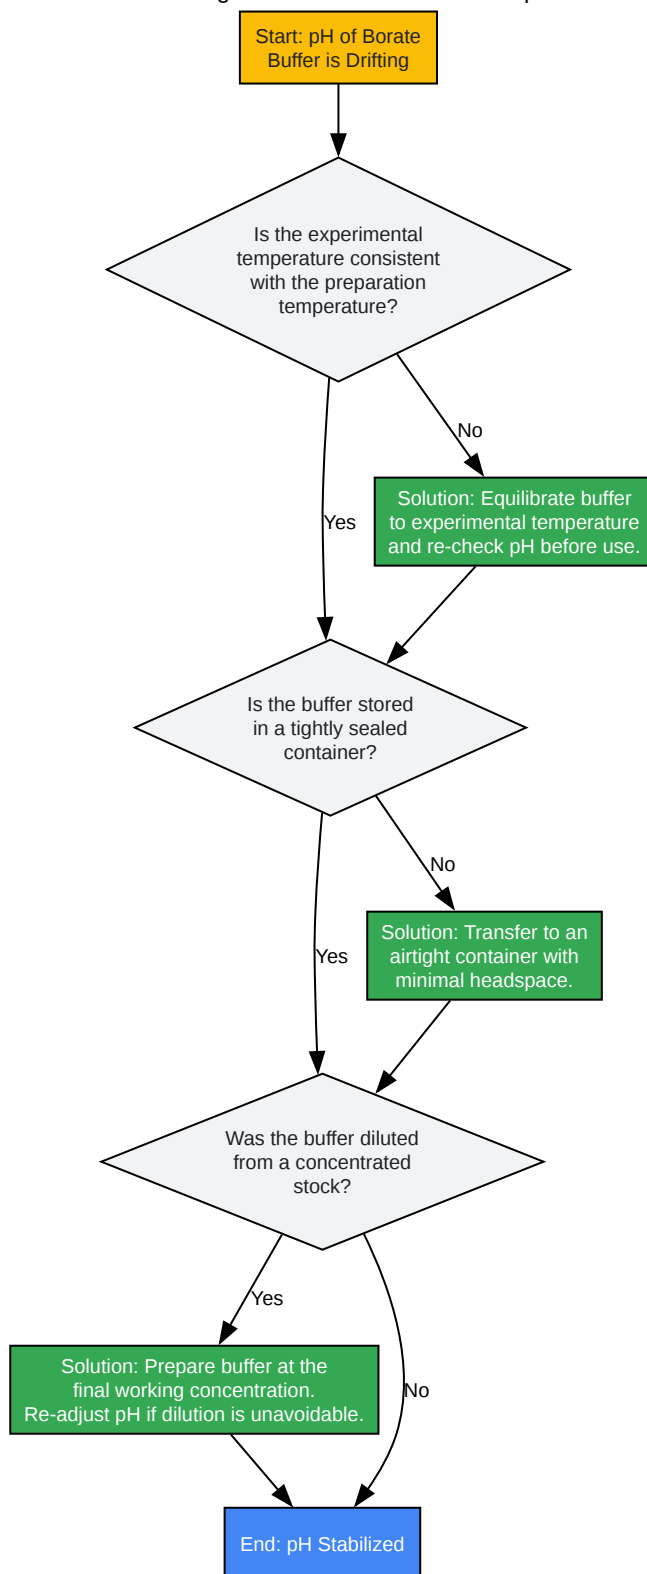 Start: pH of Borate
Buffer is Drifting
Is the experimental
temperature consistent
with the preparation
temperature?
No
Solution: Equilibrate buffer
to experimental temperature
and re-check pH before use.
Yes
Is the buffer stored
in a tightly sealed
container?
No
Solution: Transfer to an
airtight container with
minimal headspace.
Yes
Was the buffer diluted
from a concentrated
stock?
Yes
Solution: Prepare buffer at the
final working concentration.
Re-adjust pH if dilution is unavoidable.
No
End: pH Stabilized